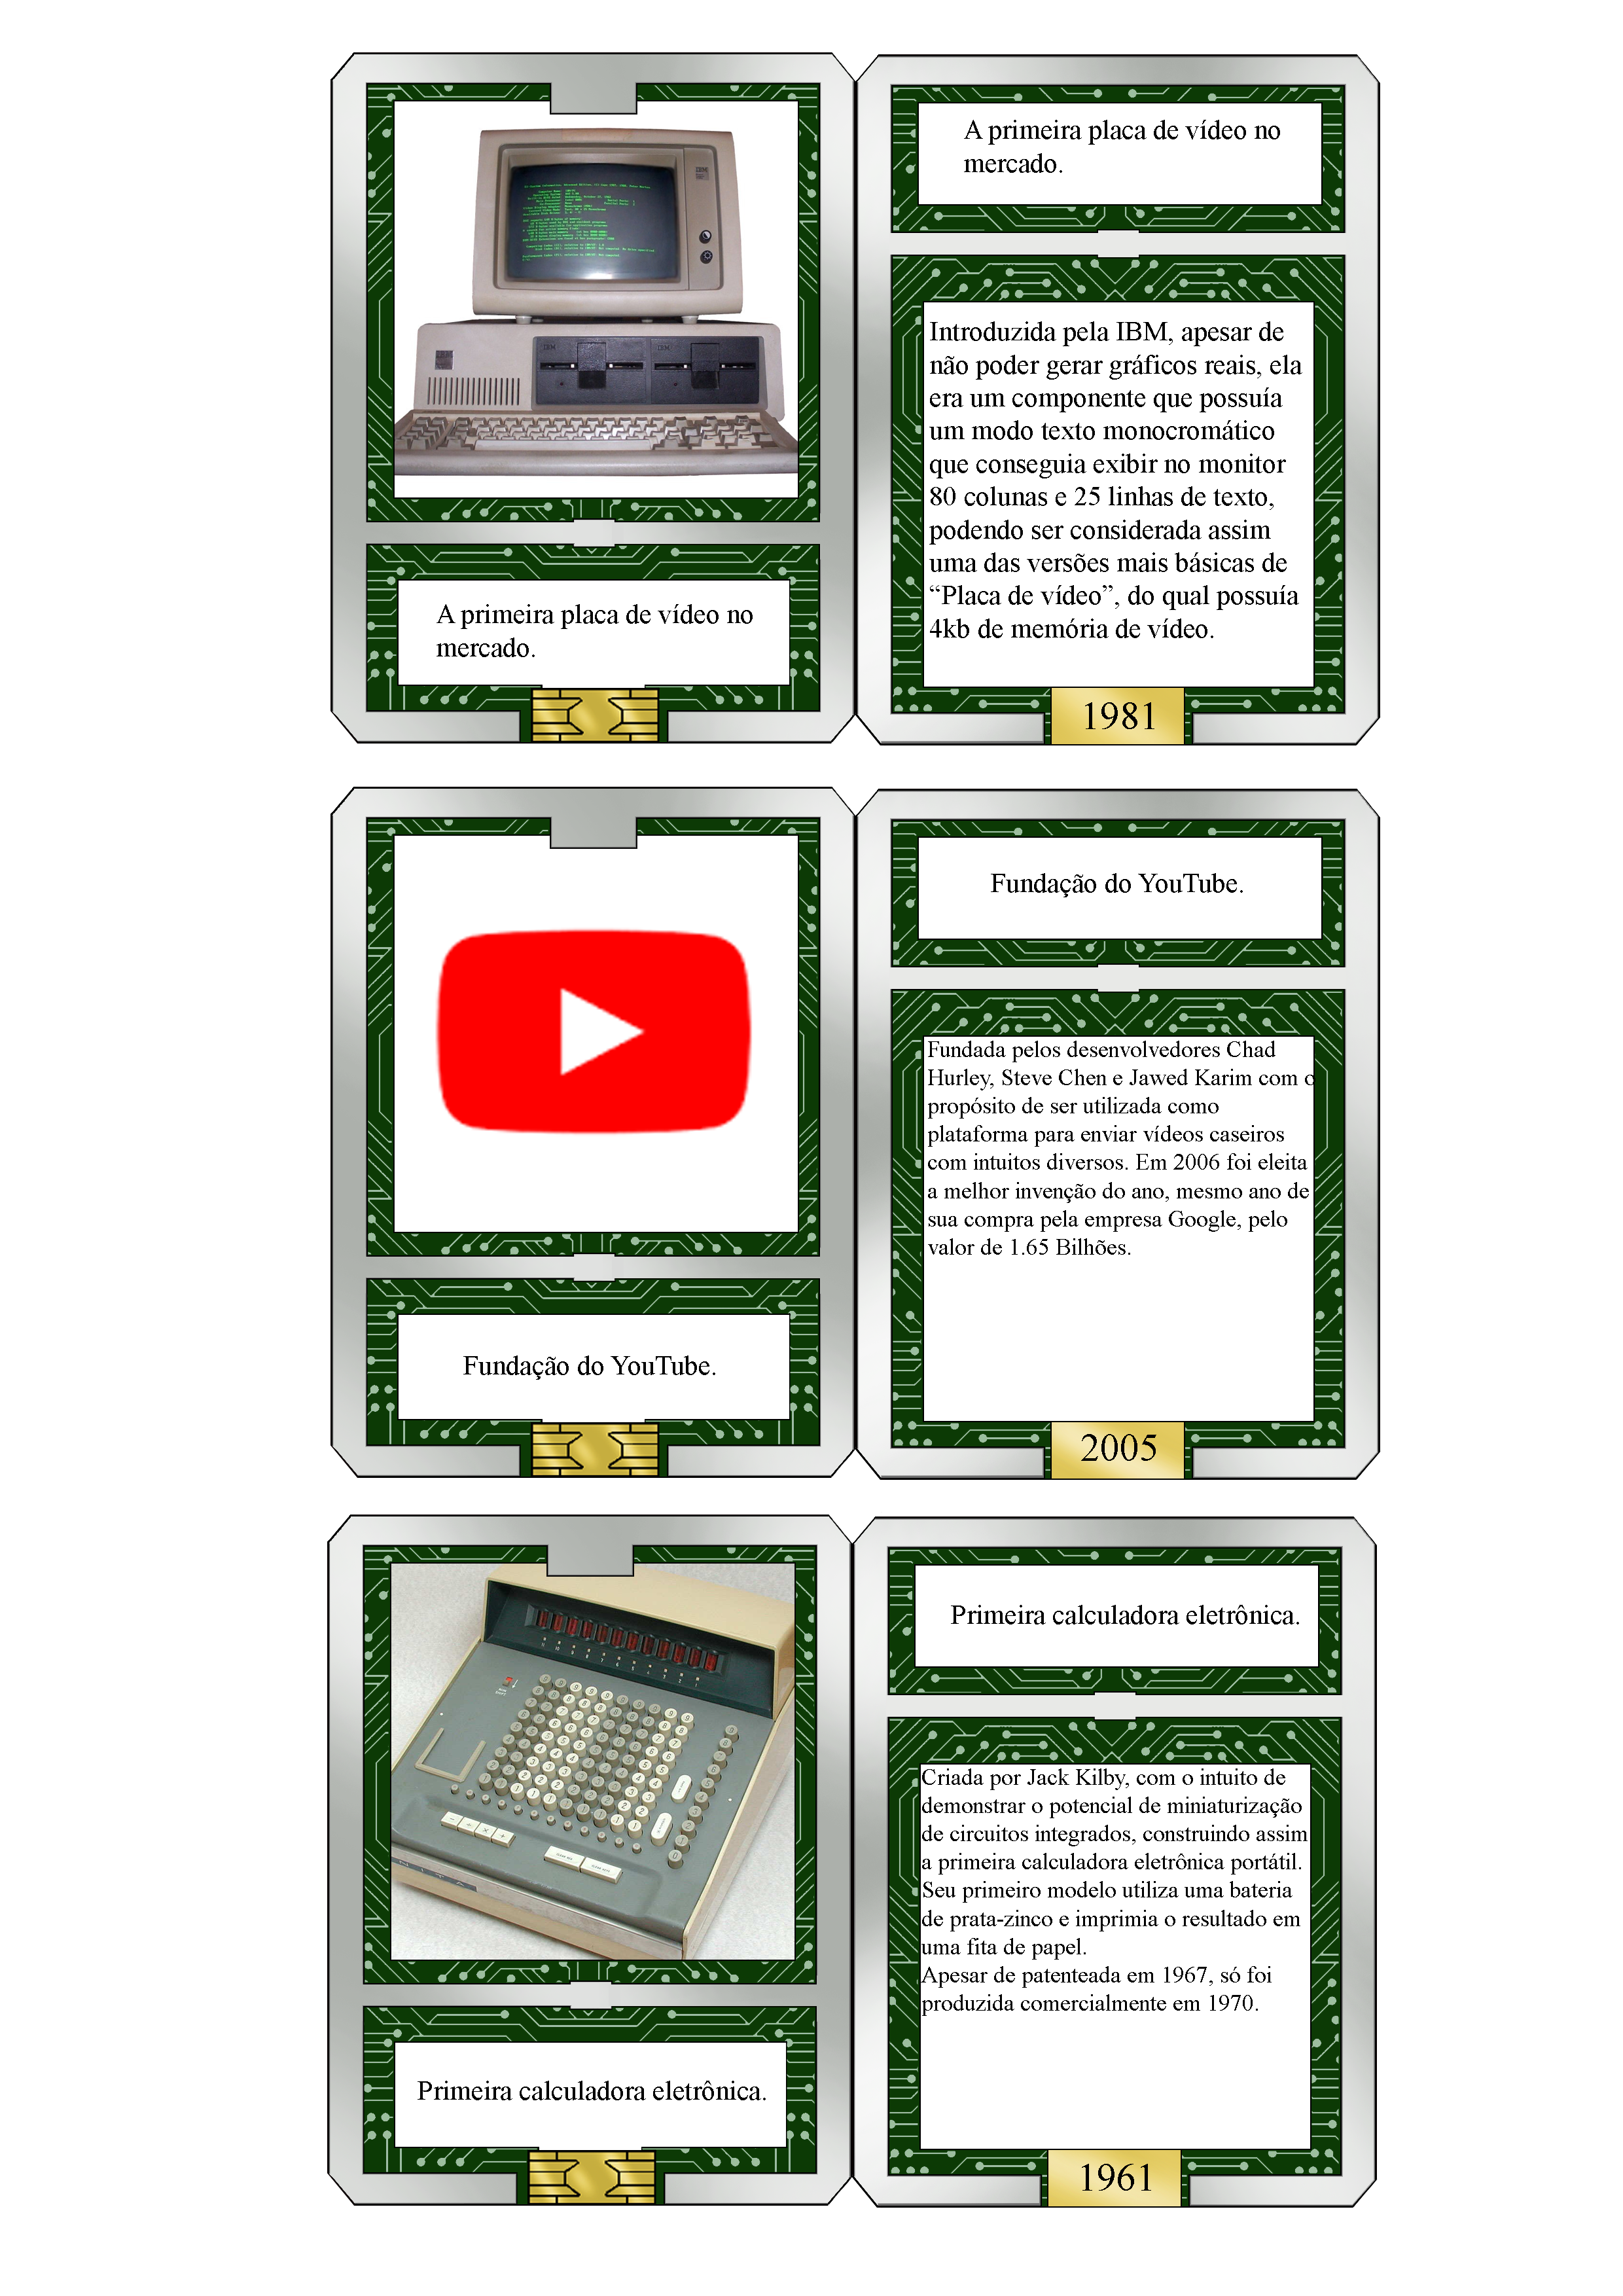 A primeira placa de vídeo no
mercado.
A primeira placa de vídeo no
mercado.
Introduzida pela IBM, apesar de
não poder gerar gráficos reais, ela
era um componente que possuía
um modo texto monocromático
que conseguia exibir no monitor
80 colunas e 25 linhas de texto,
podendo ser considerada assim
uma das versões mais básicas de
“Placa de vídeo”, do qual possuía
4kb de memória de vídeo.
1981
Fundação do YouTube.
Fundação do YouTube.
Fundada pelos desenvolvedores Chad
Hurley, Steve Chen e Jawed Karim com o
propósito de ser utilizada como
plataforma para enviar vídeos caseiros
com intuitos diversos. Em 2006 foi eleita
a melhor invenção do ano, mesmo ano de
sua compra pela empresa Google, pelo
valor de 1.65 Bilhões.
2005
Primeira calculadora eletrônica.
Primeira calculadora eletrônica.
Criada por Jack Kilby, com o intuito de
demonstrar o potencial de miniaturização
de circuitos integrados, construindo assim
a primeira calculadora eletrônica portátil.
Seu primeiro modelo utiliza uma bateria
de prata-zinco e imprimia o resultado em
uma fita de papel.
Apesar de patenteada em 1967, só foi
produzida comercialmente em 1970.
1961